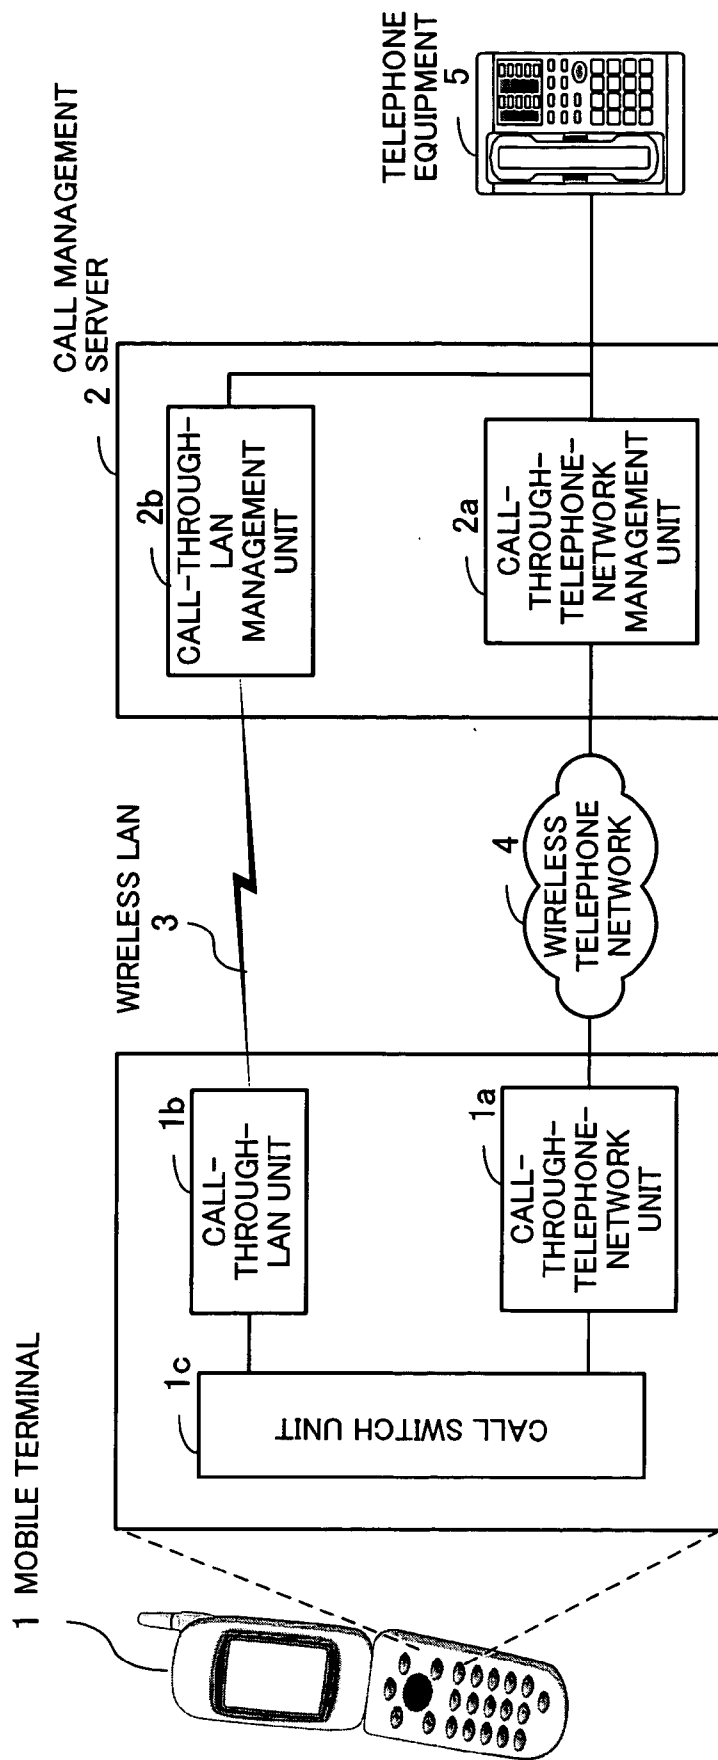 1 MOBILE TERMINAL
1c
CALL SWITCH UNIT
1b
CALL-
THROUGH-
LAN UNIT
1a
CALL-
THROUGH-
TELEPHONE-
NETWORK
UNIT
WIRELESS LAN
3
4
WIRELESS
TELEPHONE
NETWORK
CALL MANAGEMENT
2 SERVER
2b
CALL-THROUGH-
LAN
MANAGEMENT
UNIT
2a
CALL-
THROUGH-
TELEPHONE-
NETWORK
MANAGEMENT
UNIT
TELEPHONE
EQUIPMENT
5